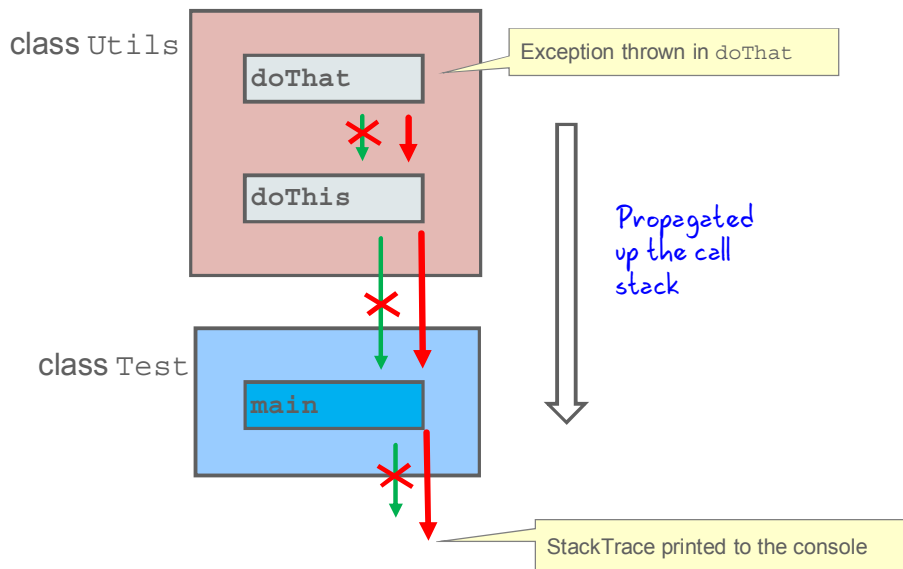 class Utils
doThat
Exception thrown in doThat
doThis
Propagated
up the call
stack
class Test
main
StackTrace printed to the console